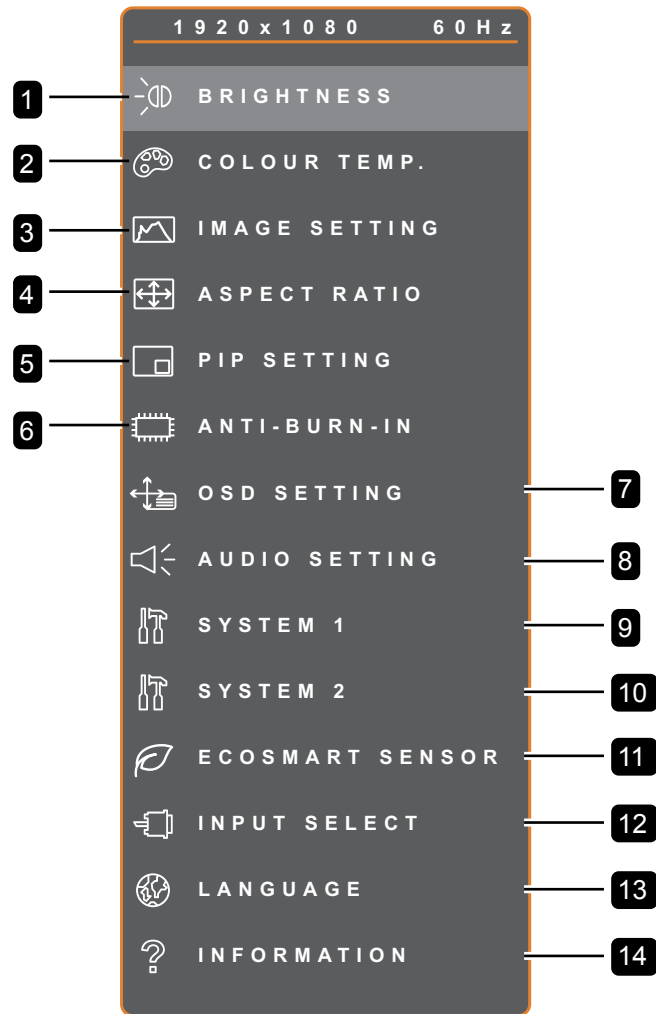 1920x1080 60Hz
1 BRIGHTNESS
2 COLOUR TEMP.
3 IMAGE SETTING
4 ASPECT RATIO
5 PIP SETTING
6 ANTI-BURN-IN
OSD SETTING 7
AUDIO SETTING 8
SYSTEM 1 9
SYSTEM 2 10
ECOSMART SENSOR 11
INPUT SELECT 12
LANGUAGE 13
INFORMATION 14